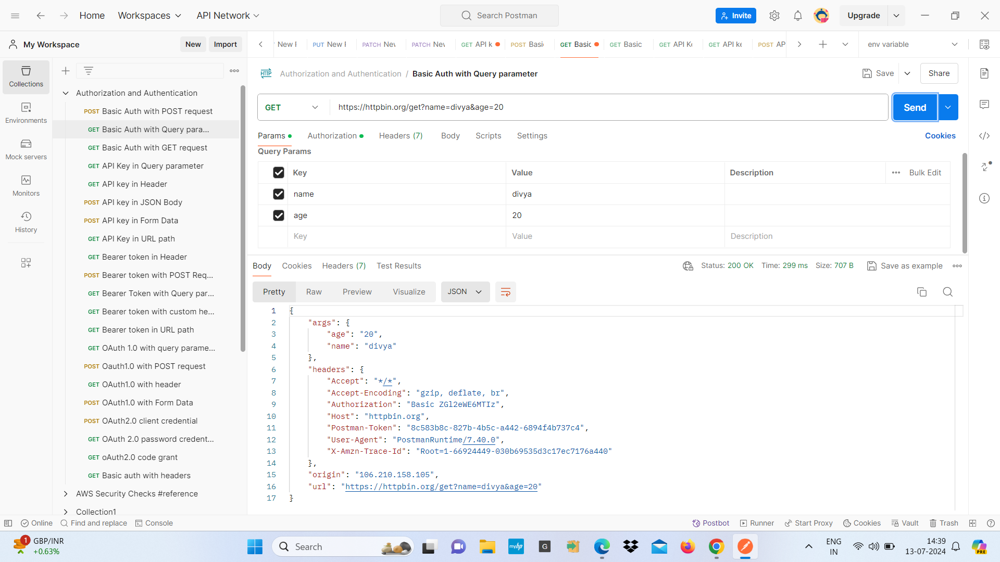 Home Workspaces API Network Search Postman Invite Upgrade
My Workspace New Import
New F PUT New F PATCH Nev PATCH Nev GET API k POST Basic GET Basic GET Basic GET API Ke GET API ke POST AP env variable
Collections
Environments
Mock servers
Monitors
History
Authorization and Authentication
POST Basic Auth with POST request
GET Basic Auth with Query para...
GET Basic Auth with GET request
GET API Key in Query parameter
GET API key in Header
POST API key in JSON Body
POST API key in Form Data
GET API Key in URL path
GET Bearer token in Header
POST Bearer token with POST Req...
GET Bearer Token with Query par...
GET Bearer token with custom he...
GET Bearer token in URL path
GET OAuth 1.0 with query parame...
POST Oauth1.0 with POST request
GET OAuth1.0 with header
POST OAuth1.0 with Form Data
POST OAuth2.0 client credential
GET OAuth 2.0 password credent...
GET oAuth2.0 code grant
GET Basic auth with headers
AWS Security Checks #reference
Collection1
HTTP Authorization and Authentication / Basic Auth with Query parameter Save Share
GET https://httpbin.org/get?name=divya&age=20 Send
Params Authorization Headers (7) Body Scripts Settings Cookies
Query Params
Key Value Description Bulk Edit
name divya
age 20
Key Value Description
Body Cookies Headers (7) Test Results Status: 200 OK Time: 299 ms Size: 707 B Save as example
Pretty Raw Preview Visualize JSON
1 {
2 "args": {
3 "age": "20",
4 "name": "divya"
5 },
6 "headers": {
7 "Accept": "*/*",
8 "Accept-Encoding": "gzip, deflate, br",
9 "Authorization": "Basic ZGl2eWE6MTIz",
10 "Host": "httpbin.org",
11 "Postman-Token": "8c583b8c-827b-4b5c-a442-6894f4b737c4",
12 "User-Agent": "PostmanRuntime/7.40.0",
13 "X-Amzn-Trace-Id": "Root=1-66924449-030b69535d3c17ec7176a440"
14 },
15 "origin": "106.210.158.105",
16 "url": "https://httpbin.org/get?name=divya&age=20"
17 }
Online Find and replace Console Postbot Runner Start Proxy Cookies Vault Trash
1 GBP/INR
+0.63%
Search
myhp
G
ENG
IN
14:39
13-07-2024
PRE